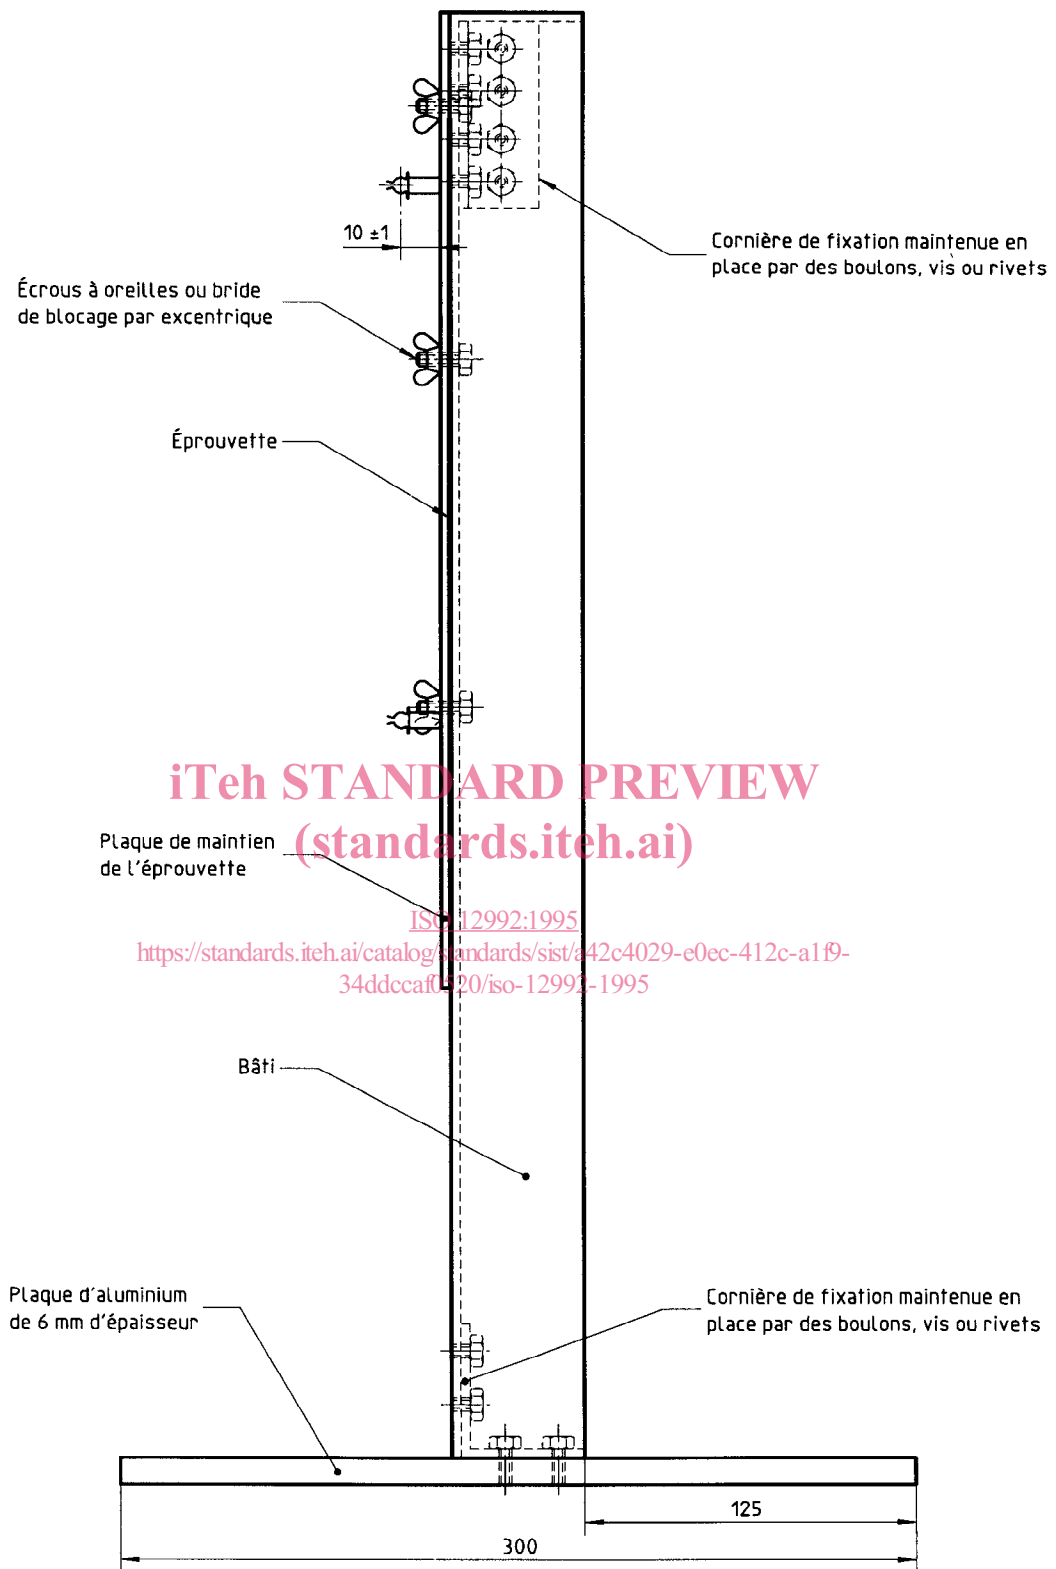 10 ±1
Cornière de fixation maintenue en
place par des boulons, vis ou rivets
Écrous à oreilles ou bride
de blocage par excentrique
Éprouvette
iTeh STANDARD PREVIEW
(standards.iteh.ai)
Plaque de maintien
de l'éprouvette
ISO 12992:1995
https://standards.iteh.ai/catalog/standards/sist/a42c4029-e0ec-412c-a1f9-
34ddccaf0520/iso-12992-1995
Bâti
Plaque d'aluminium
de 6 mm d'épaisseur
Cornière de fixation maintenue en
place par des boulons, vis ou rivets
125
300